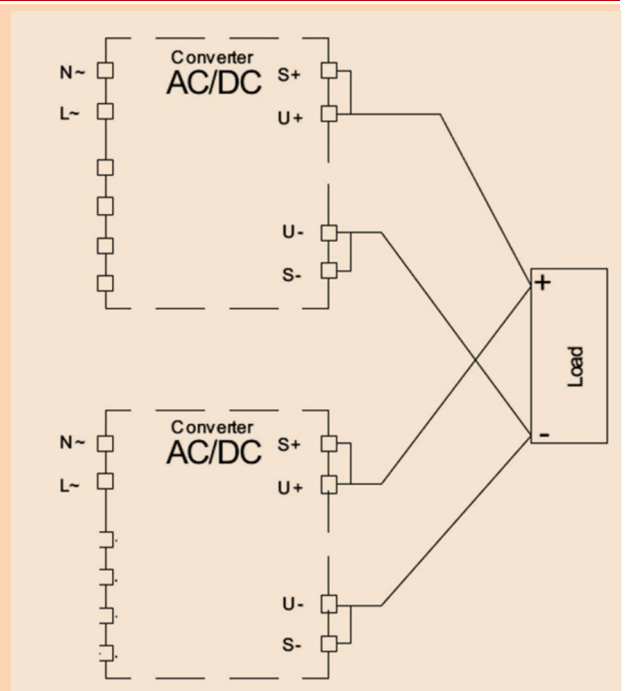 Converter
AC/DC
N~
S+
L~
U+
U-
S-
+
Load
-
Converter
AC/DC
N~
S+
L~
U+
U-
S-